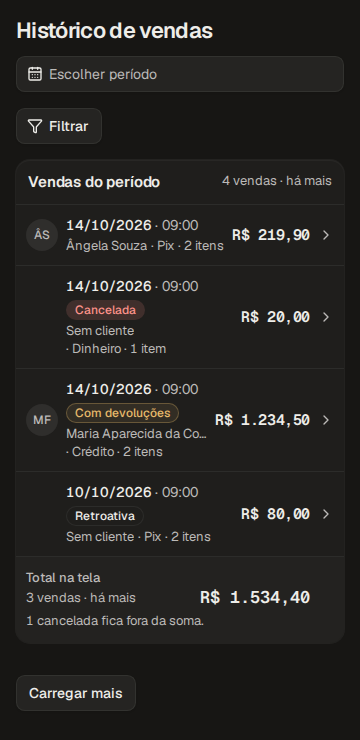 Histórico de vendas
Escolher período
Filtrar
Vendas do período 4 vendas · há mais
ÂS 14/10/2026 · 09:00 R$ 219,90
Ângela Souza · Pix · 2 itens
14/10/2026 · 09:00
Cancelada R$ 20,00
Sem cliente
· Dinheiro · 1 item
14/10/2026 · 09:00
MF Com devoluções R$ 1.234,50
Maria Aparecida da Co…
· Crédito · 2 itens
10/10/2026 · 09:00
Retroativa R$ 80,00
Sem cliente · Pix · 2 itens
Total na tela
3 vendas · há mais R$ 1.534,40
1 cancelada fica fora da soma.
Carregar mais